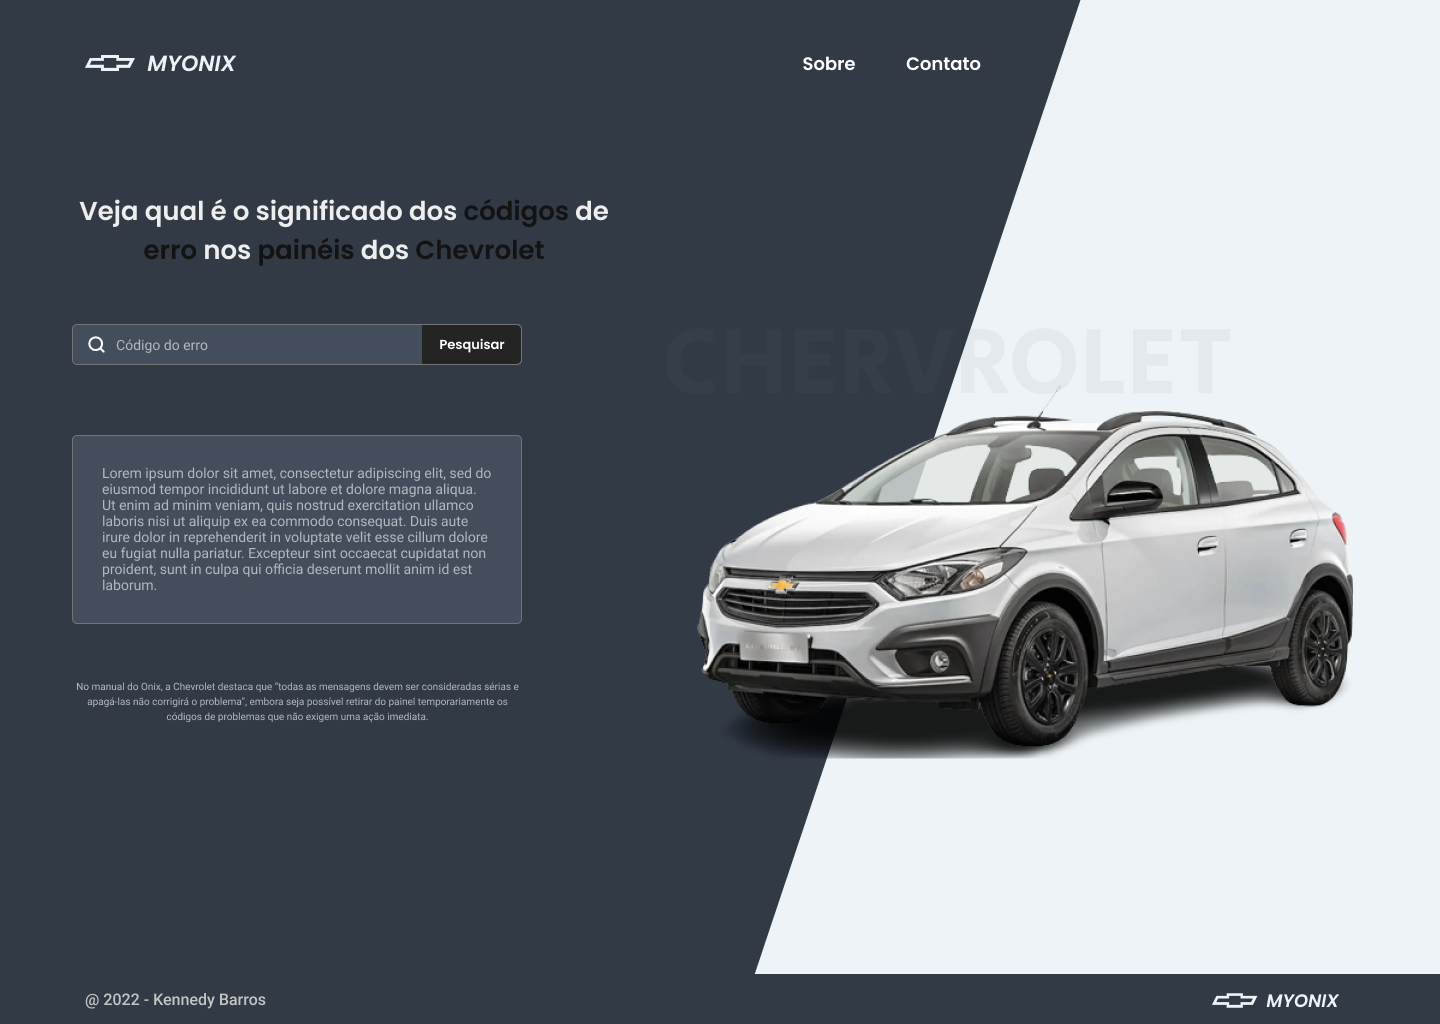 MYONIX
Sobre
Contato
Veja qual é o significado dos códigos de
erro nos painéis dos Chevrolet
Código do erro
Pesquisar
CHERVROLET
Lorem ipsum dolor sit amet, consectetur adipiscing elit, sed do
eiusmod tempor incididunt ut labore et dolore magna aliqua.
Ut enim ad minim veniam, quis nostrud exercitation ullamco
laboris nisi ut aliquip ex ea commodo consequat. Duis aute
irure dolor in reprehenderit in voluptate velit esse cillum dolore
eu fugiat nulla pariatur. Excepteur sint occaecat cupidatat non
proident, sunt in culpa qui officia deserunt mollit anim id est
laborum.
No manual do Onix, a Chevrolet destaca que "todas as mensagens devem ser consideradas sérias e
apagá-las não corrigirá o problema", embora seja possível retirar do painel temporariamente os
códigos de problemas que não exigem uma ação imediata.
@ 2022 - Kennedy Barros
MYONIX